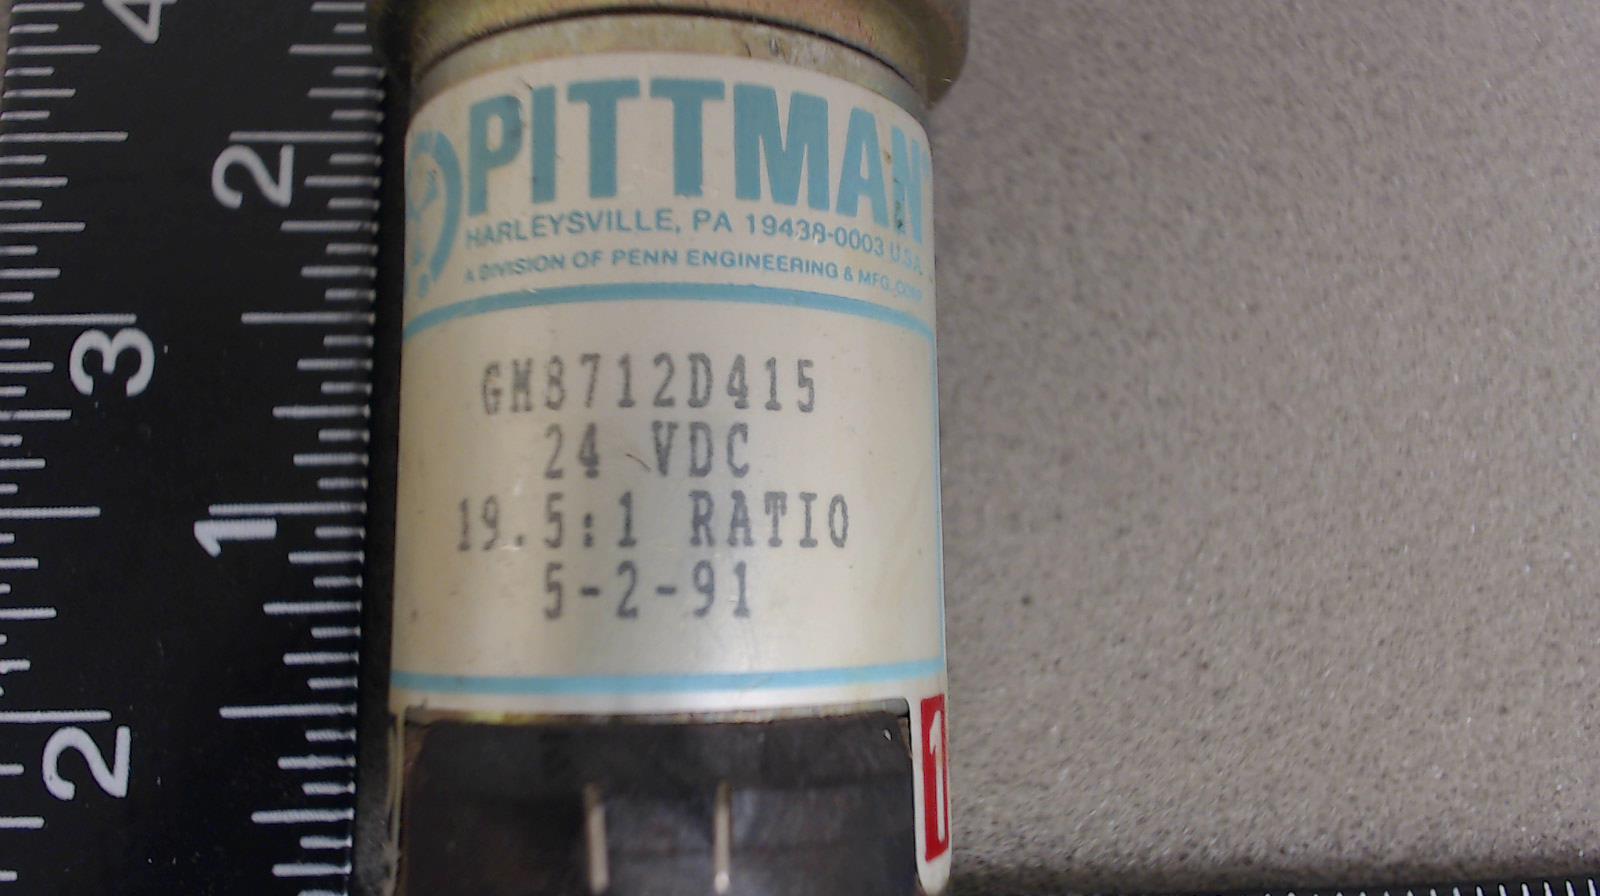 PITTMAN
HARLEYSVILLE, PA 19438-0003 U.S.A.
A DIVISION OF PENN ENGINEERING & MFG. CORP.
GM8712D415
24 VDC
19.5:1 RATIO
5-2-91
1
4
3
2
2
1